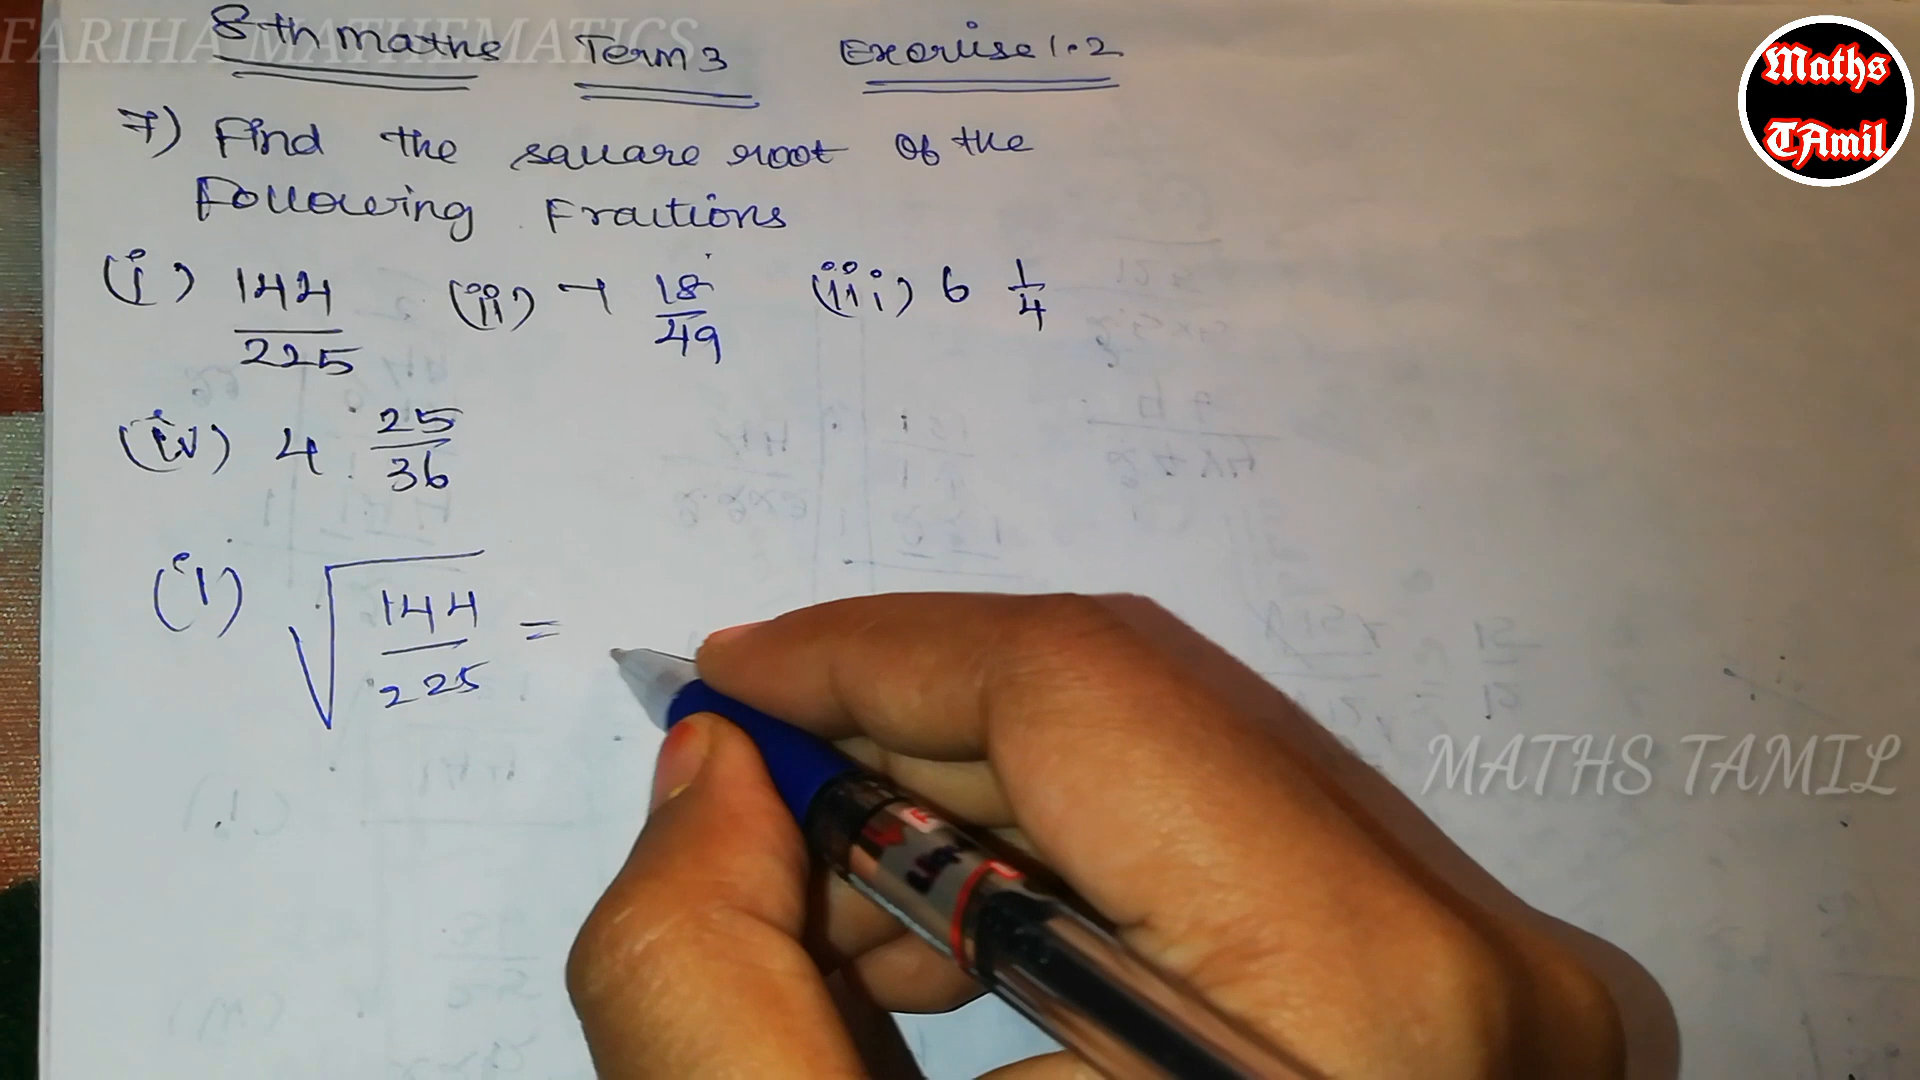 FARIHA MATHEMATICS
8th maths Term 3 Exercise 1.2
Maths
TAmil
7) Find the square root of the
Following Fractions
(i) 144/225 (ii) 7 18/49 (iii) 6 1/4
(iv) 4 25/36
(i) √144/225 =
MATHS TAMIL